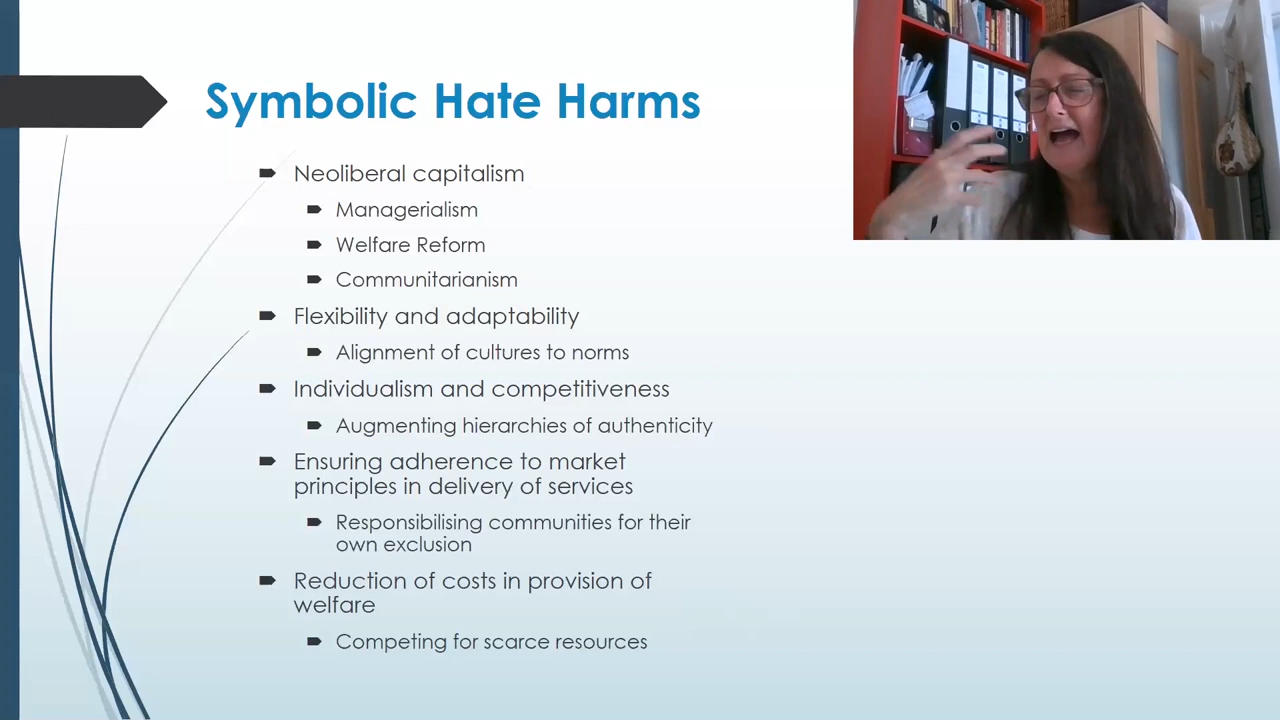 Symbolic Hate Harms
Neoliberal capitalism
Managerialism
Welfare Reform
Communitarianism
Flexibility and adaptability
Alignment of cultures to norms
Individualism and competitiveness
Augmenting hierarchies of authenticity
Ensuring adherence to market
principles in delivery of services
Responsibilising communities for their
own exclusion
Reduction of costs in provision of
welfare
Competing for scarce resources